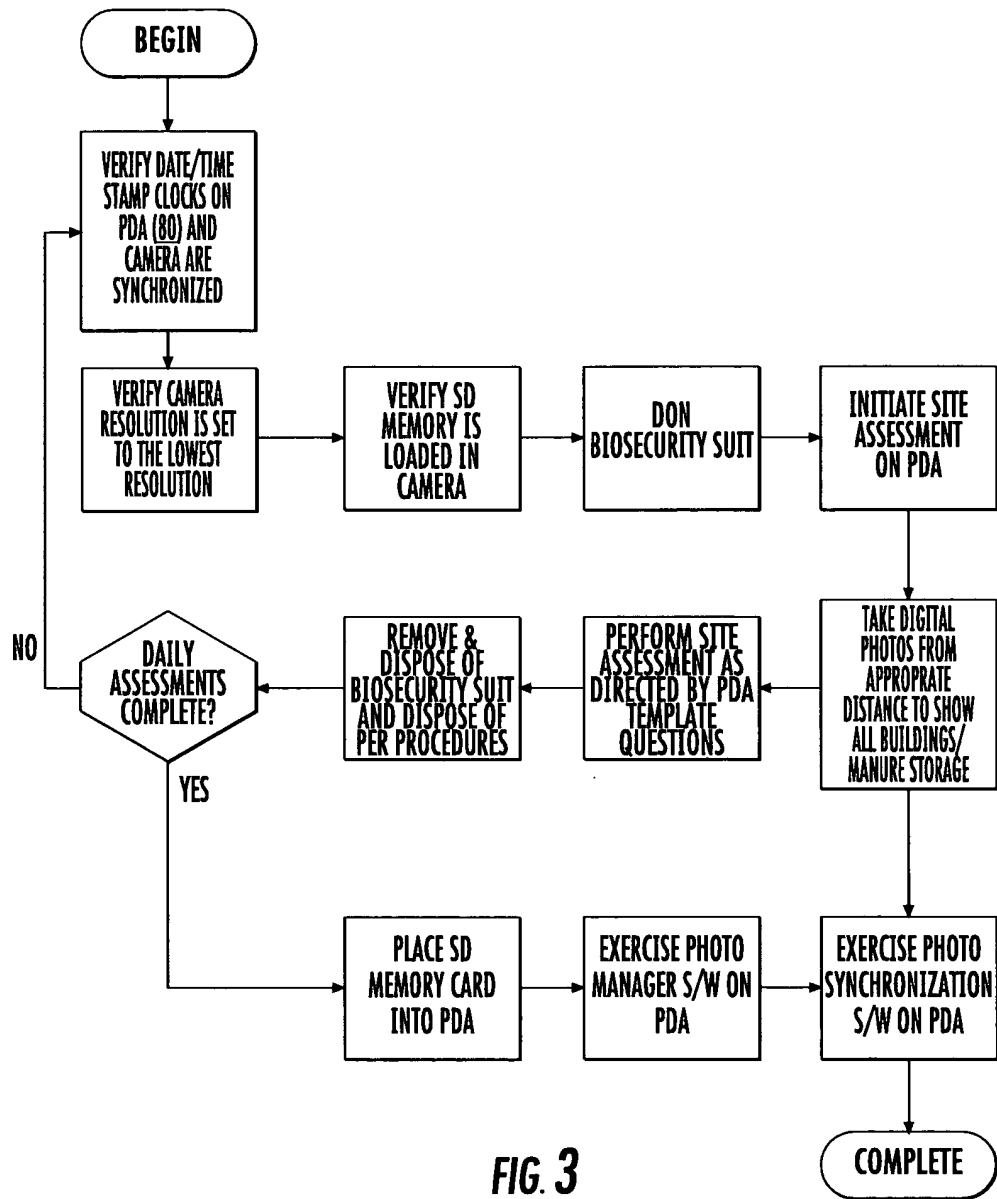 BEGIN
VERIFY DATE/TIME
STAMP CLOCKS ON
PDA (80) AND
CAMERA ARE
SYNCHRONIZED
VERIFY CAMERA
RESOLUTION IS SET
TO THE LOWEST
RESOLUTION
VERIFY SD
MEMORY IS
LOADED IN
CAMERA
DON
BIOSECURITY SUIT
INITIATE SITE
ASSESSMENT
ON PDA
TAKE DIGITAL
PHOTOS FROM
APPROPRATE
DISTANCE TO SHOW
ALL BUILDINGS/
MANURE STORAGE
PERFORM SITE
ASSESSMENT AS
DIRECTED BY PDA
TEMPLATE
QUESTIONS
REMOVE &
DISPOSE OF
BIOSECURITY SUIT
AND DISPOSE OF
PER PROCEDURES
DAILY
ASSESSMENTS
COMPLETE?
NO
YES
PLACE SD
MEMORY CARD
INTO PDA
EXERCISE PHOTO
MANAGER S/W ON
PDA
EXERCISE PHOTO
SYNCHRONIZATION
S/W ON PDA
COMPLETE
FIG. 3